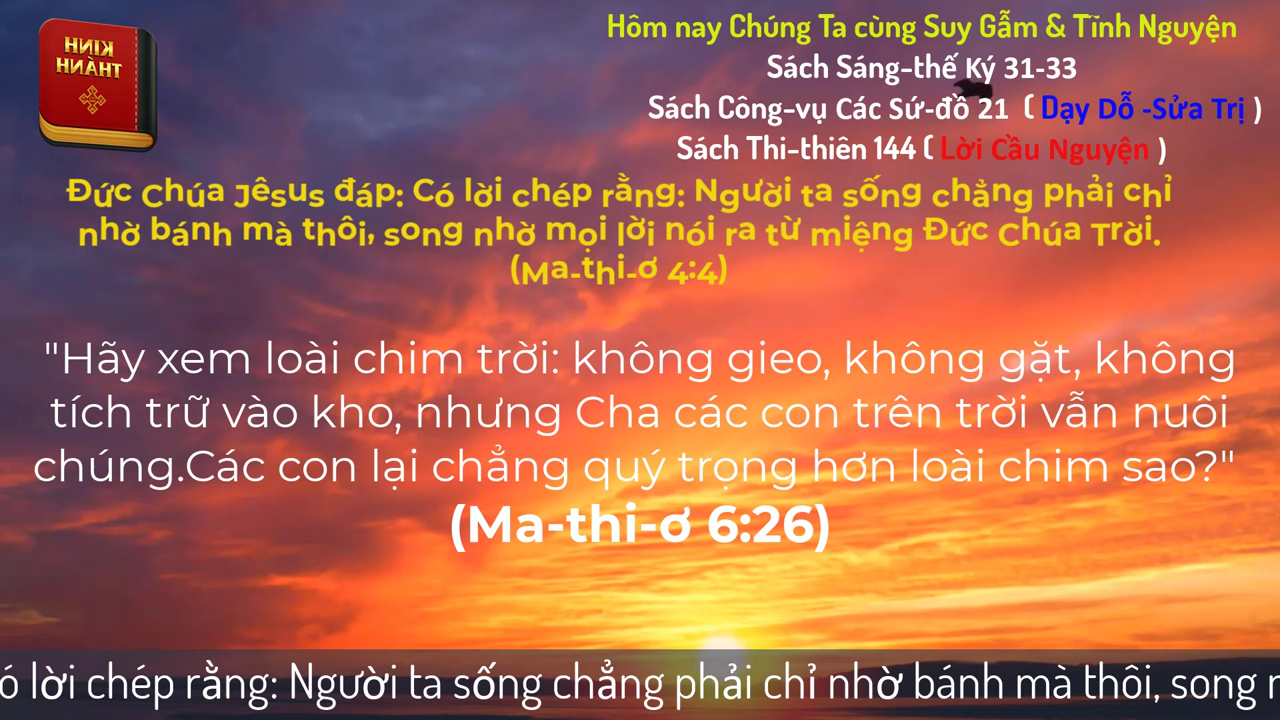 KINH
THÁNH
Hôm nay Chúng Ta cùng Suy Gẫm & Tĩnh Nguyện
Sách Sáng-thế Ký 31-33
Sách Công-vụ Các Sứ-đồ 21 ( Dạy Dỗ -Sửa Trị )
Sách Thi-thiên 144 ( Lời Cầu Nguyện )
Đức Chúa Jêsus đáp: Có lời chép rằng: Người ta sống chẳng phải chỉ
nhờ bánh mà thôi, song nhờ mọi lời nói ra từ miệng Đức Chúa Trời.
(Ma-thi-ơ 4:4)
"Hãy xem loài chim trời: không gieo, không gặt, không
tích trữ vào kho, nhưng Cha các con trên trời vẫn nuôi
chúng.Các con lại chẳng quý trọng hơn loài chim sao?"
(Ma-thi-ơ 6:26)
ó lời chép rằng: Người ta sống chẳng phải chỉ nhờ bánh mà thôi, song